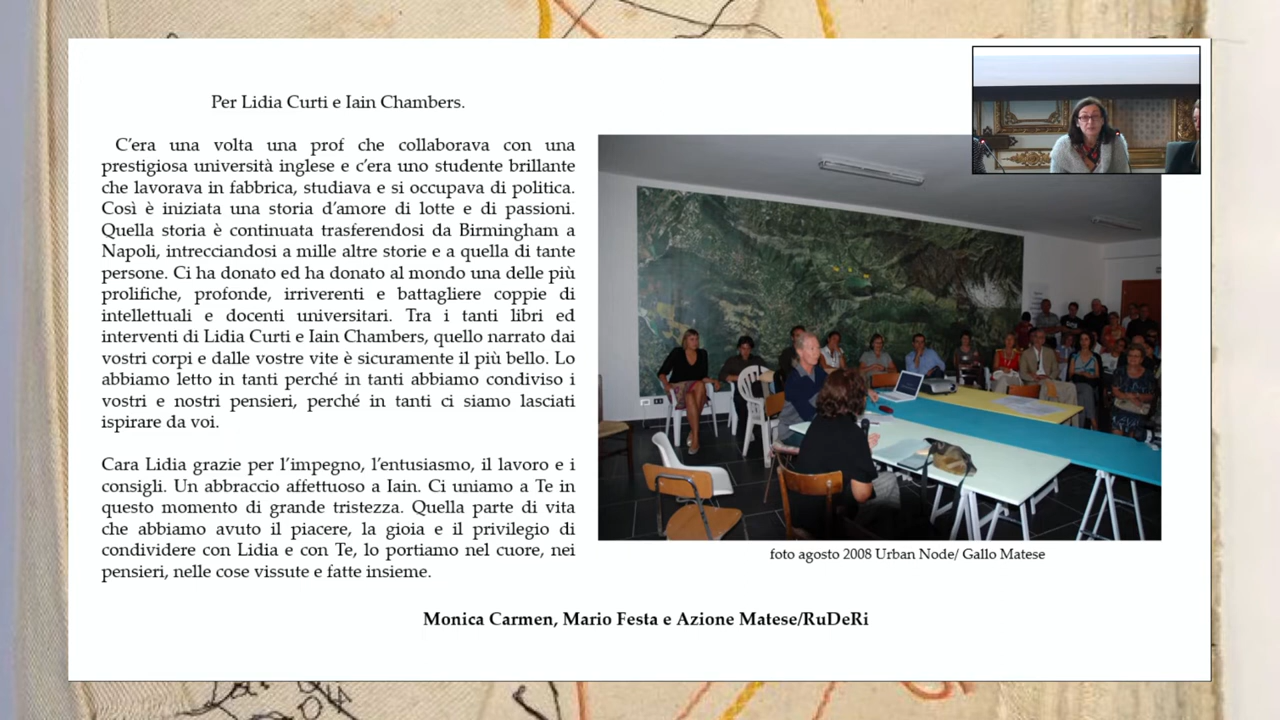 Per Lidia Curti e Iain Chambers.
C'era una volta una prof che collaborava con una
prestigiosa università inglese e c'era uno studente brillante
che lavorava in fabbrica, studiava e si occupava di politica.
Così è iniziata una storia d'amore di lotte e di passioni.
Quella storia è continuata trasferendosi da Birmingham a
Napoli, intrecciandosi a mille altre storie e a quella di tante
persone. Ci ha donato ed ha donato al mondo una delle più
prolifiche, profonde, irriverenti e battagliere coppie di
intellettuali e docenti universitari. Tra i tanti libri ed
interventi di Lidia Curti e Iain Chambers, quello narrato dai
vostri corpi e dalle vostre vite è sicuramente il più bello. Lo
abbiamo letto in tanti perché in tanti abbiamo condiviso i
vostri e nostri pensieri, perché in tanti ci siamo lasciati
ispirare da voi.
Cara Lidia grazie per l'impegno, l'entusiasmo, il lavoro e i
consigli. Un abbraccio affettuoso a Iain. Ci uniamo a Te in
questo momento di grande tristezza. Quella parte di vita
che abbiamo avuto il piacere, la gioia e il privilegio di
condividere con Lidia e con Te, lo portiamo nel cuore, nei
pensieri, nelle cose vissute e fatte insieme.
foto agosto 2008 Urban Node/ Gallo Matese
Monica Carmen, Mario Festa e Azione Matese/RuDeRi